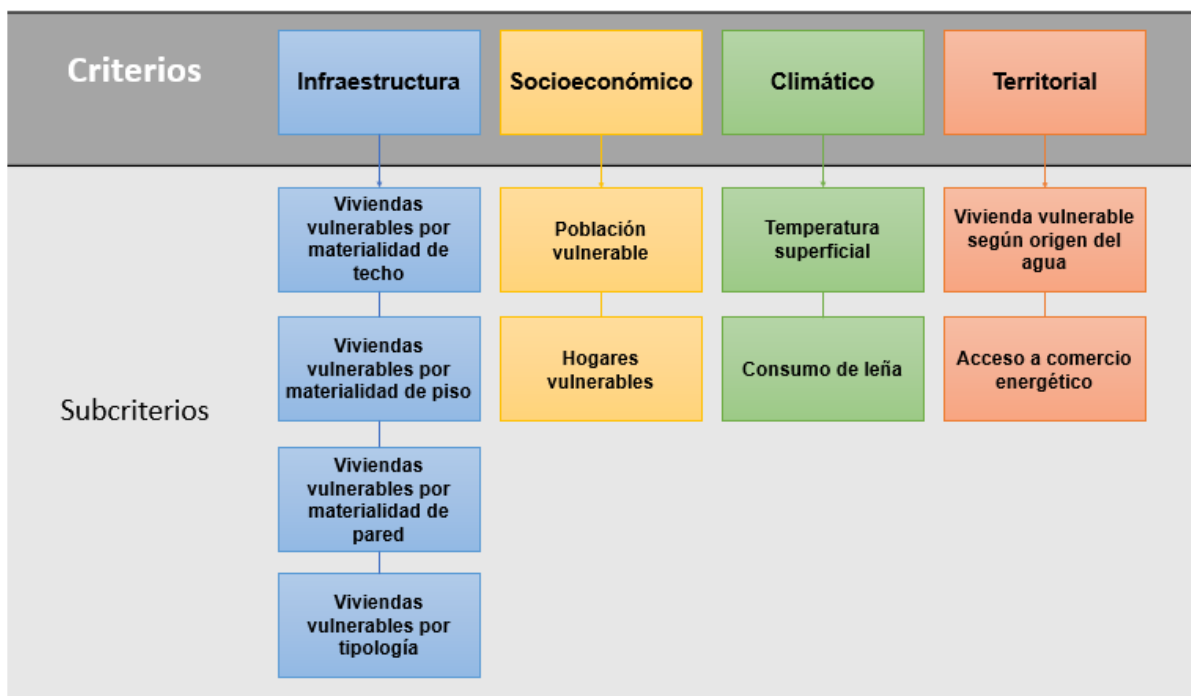 Criterios
Infraestructura
Socioeconómico
Climático
Territorial
Subcriterios
Viviendas
vulnerables por
materialidad de
techo
Viviendas
vulnerables por
materialidad de piso
Viviendas
vulnerables por
materialidad de
pared
Viviendas
vulnerables por
tipología
Población
vulnerable
Hogares
vulnerables
Temperatura
superficial
Consumo de leña
Vivienda vulnerable
según origen del
agua
Acceso a comercio
energético